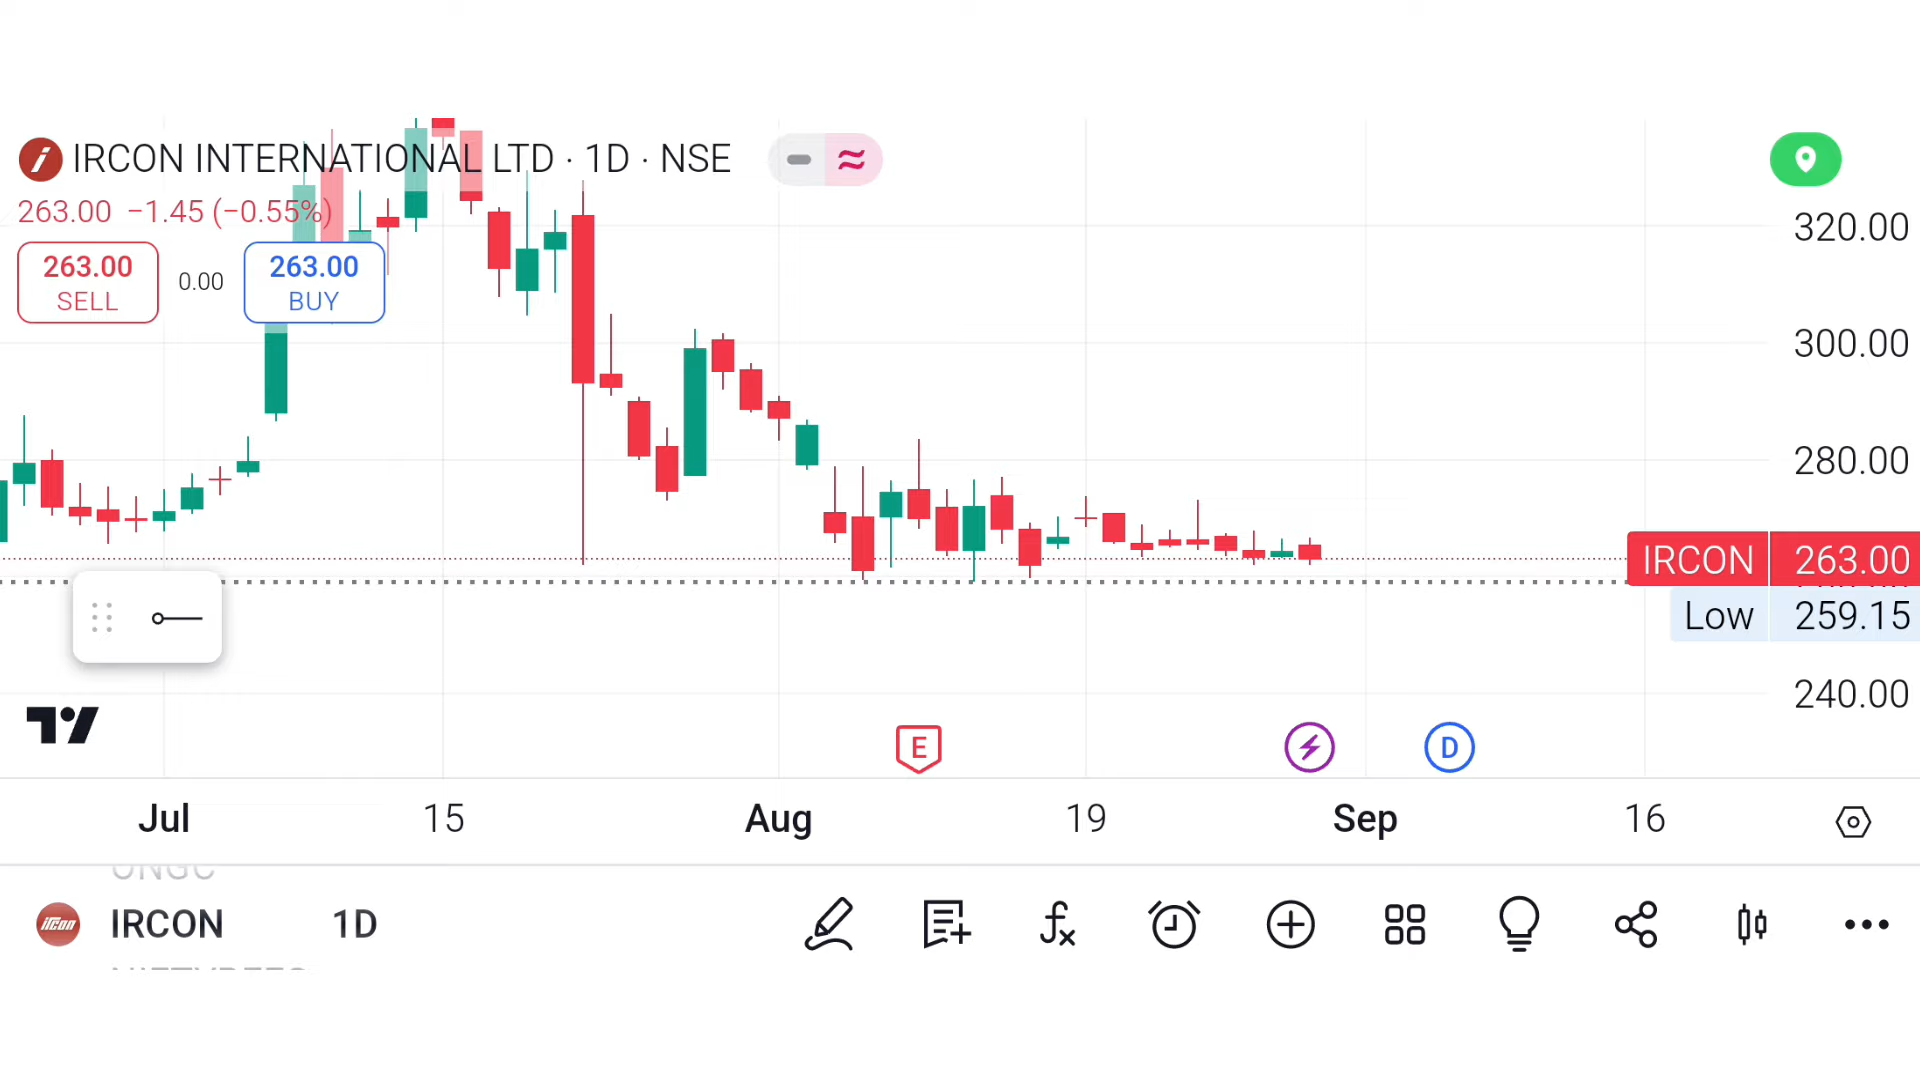 IRCON INTERNATIONAL LTD · 1D · NSE
263.00 −1.45 (−0.55%)
263.00
SELL
0.00
263.00
BUY
320.00
300.00
280.00
IRCON 263.00
Low 259.15
240.00
E
D
Jul 15 Aug 19 Sep 16
ONGC
IRCON 1D